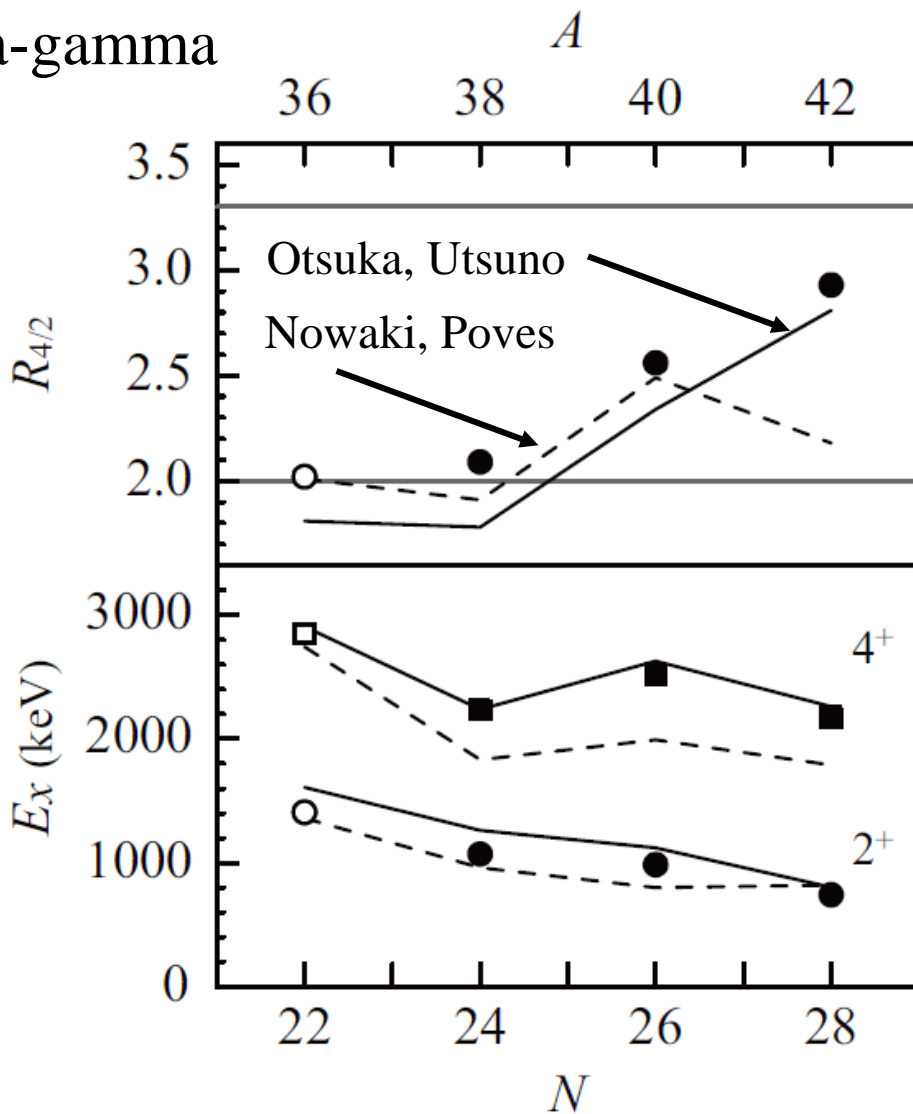 a-gamma
A
36 38 40 42
3.5
3.0
2.5
2.0
R4/2
Otsuka, Utsuno
Nowaki, Poves
3000
2000
1000
0
Ex (keV)
4+
2+
22 24 26 28
N